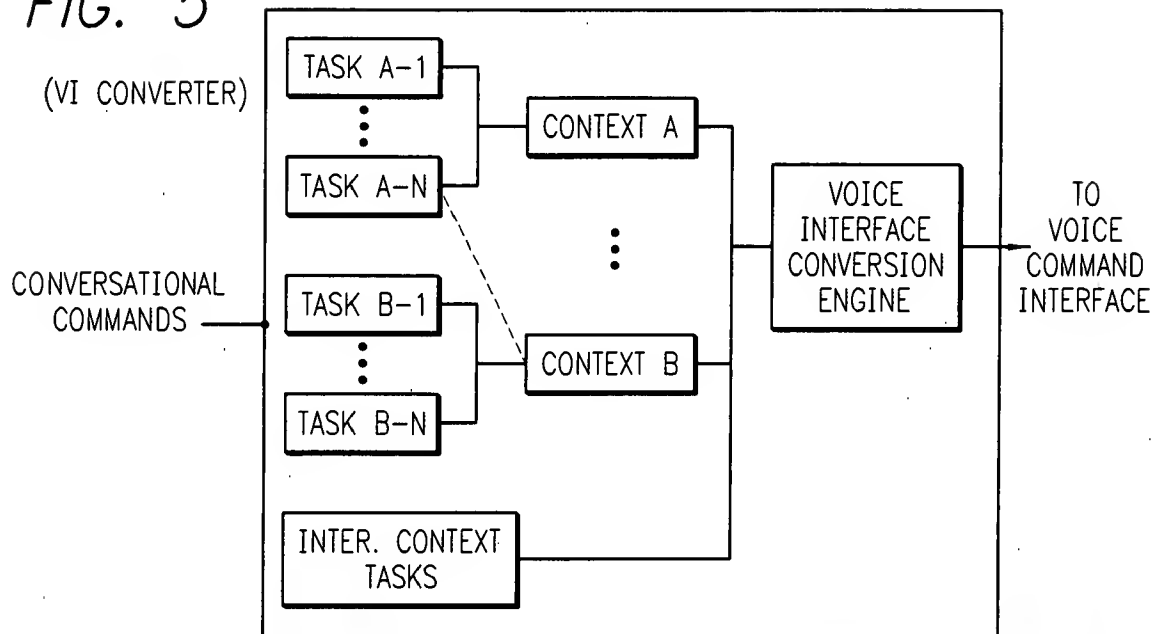 FIG. 5
(VI CONVERTER)
TASK A-1
TASK A-N
CONTEXT A
CONVERSATIONAL
COMMANDS
TASK B-1
TASK B-N
CONTEXT B
INTER. CONTEXT
TASKS
VOICE
INTERFACE
CONVERSION
ENGINE
TO
VOICE
COMMAND
INTERFACE